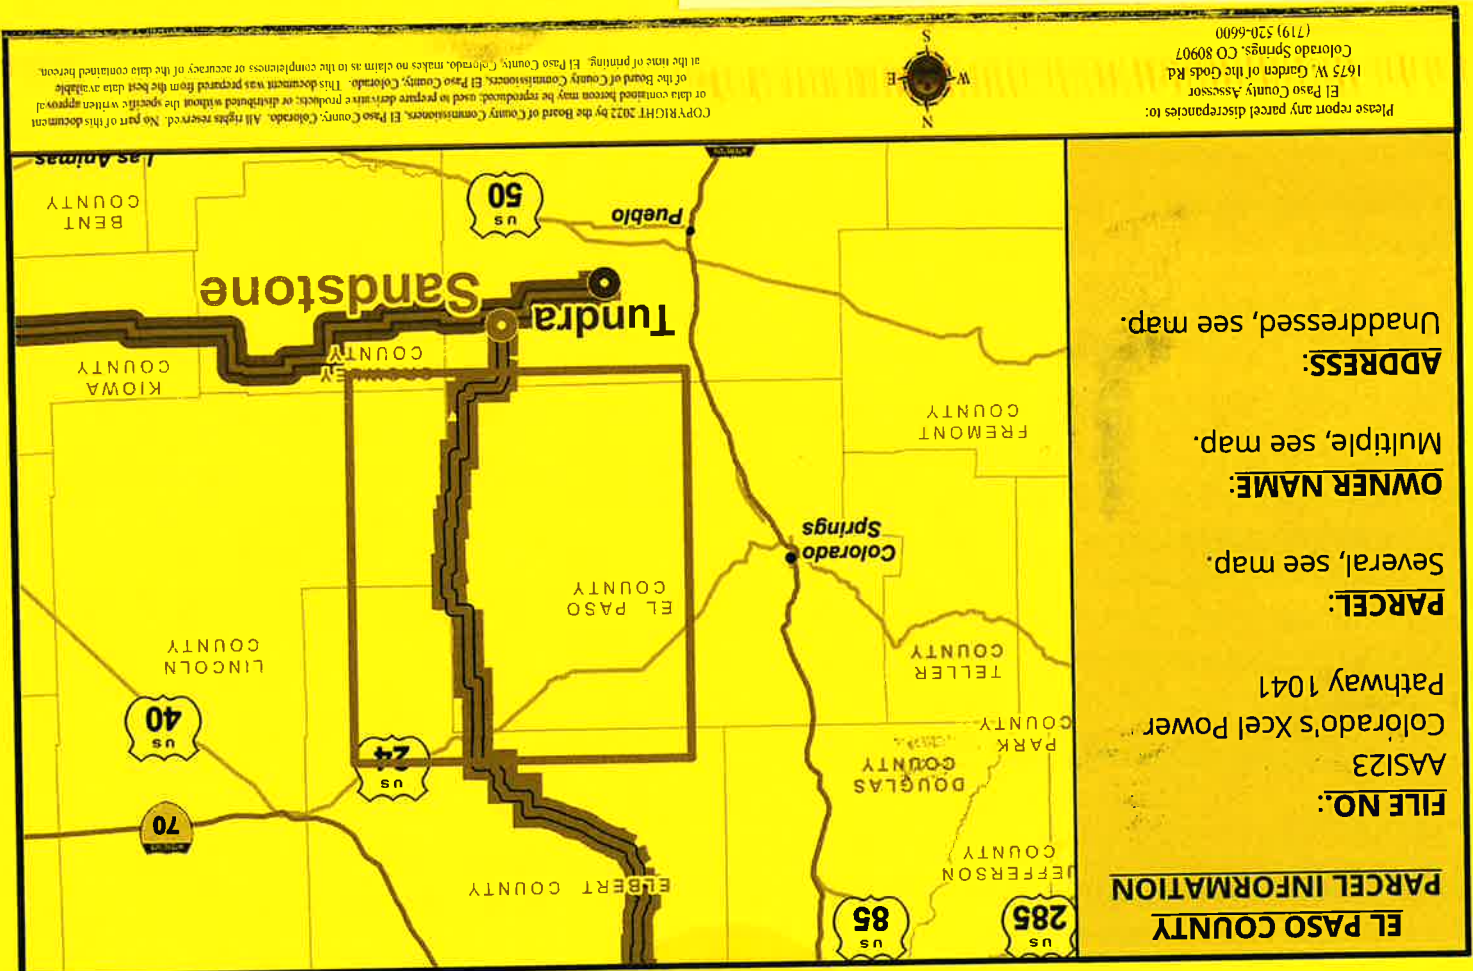 EL PASO COUNTY
PARCEL INFORMATION
FILE NO.:
AASI23
Colorado's Xcel Power
Pathway 1041
PARCEL:
Several, see map.
OWNER NAME:
Multiple, see map.
ADDRESS:
Unaddressed, see map.
US
285
US
85
JEFFERSON
COUNTY
ELBERT COUNTY
70
DOUGLAS
COUNTY
US
24
PARK
COUNTY
US
40
TELLER
COUNTY
LINCOLN
COUNTY
EL PASO
COUNTY
Colorado
Springs
FREMONT
COUNTY
KIOWA
COUNTY
COUNTY
Tundra
Sandstone
Pueblo
US
50
BENT
COUNTY
Las Animas
Please report any parcel discrepancies to:
El Paso County Assessor
1675 W. Garden of the Gods Rd
Colorado Springs, CO 80907
(719) 520-6600
N
W
E
S
COPYRIGHT 2022 by the Board of County Commissioners, El Paso County, Colorado. All rights reserved. No part of this document
or data contained hereon may be reproduced; used to prepare derivative products; or distributed without the specific written approval
of the Board of County Commissioners, El Paso County, Colorado. This document was prepared from the best data available
at the time of printing. El Paso County, Colorado, makes no claim as to the completeness or accuracy of the data contained hereon.